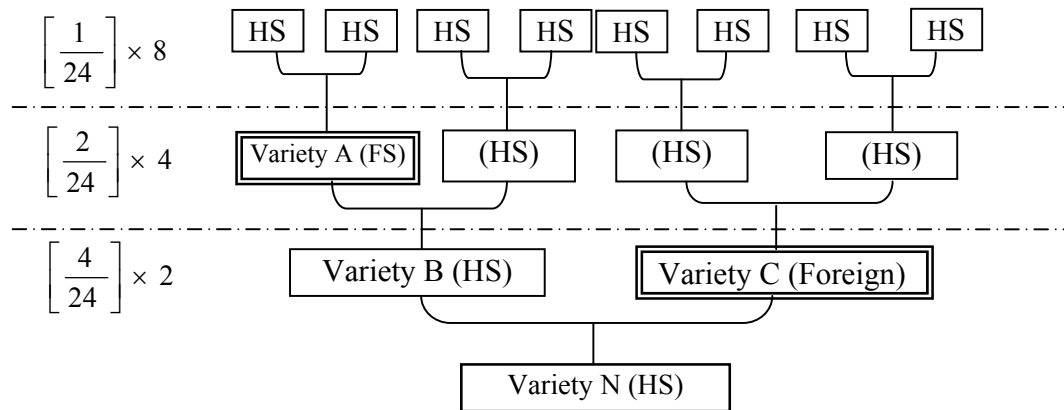 [1/24] × 8
HS HS HS HS HS HS HS HS
[2/24] × 4
Variety A (FS) (HS) (HS) (HS)
[4/24] × 2
Variety B (HS) Variety C (Foreign)
Variety N (HS)